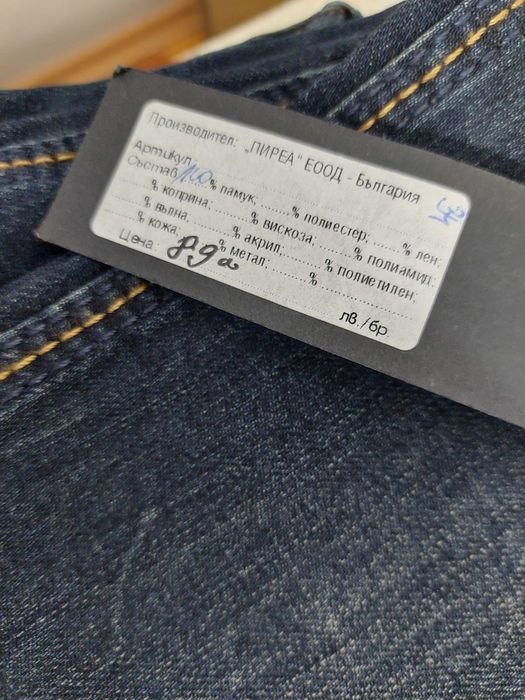 Производител: „ПИРЕА“ ЕООД - България
Артикул
Състав: 100 % памук, ...... % полиестер, ...... % лен;
% коприна; ...... % вискоза, ...... % полиамид;
% вълна, ...... % акрил; ...... % полиетилен;
% кожа; ...... % метал; ...... %
Цена: 89
лв./бр.